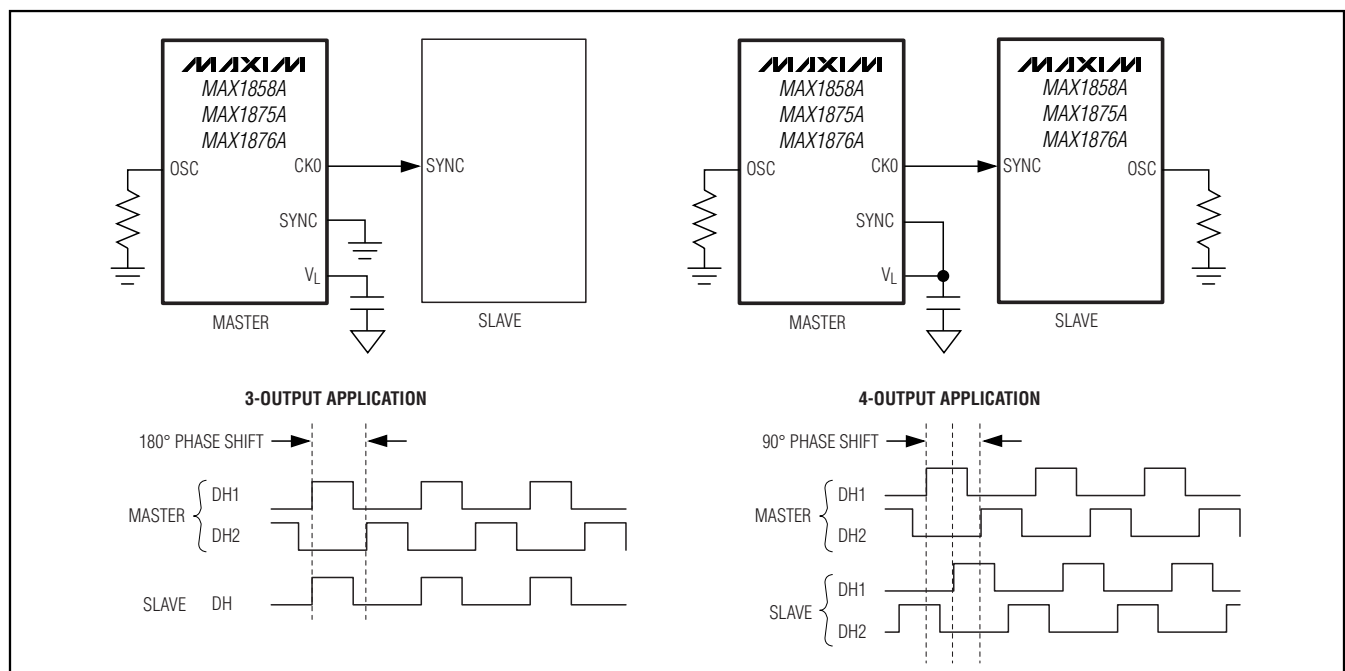 MAXIM
MAX1858A
MAX1875A
MAX1876A
OSC
CK0
SYNC
SYNC
VL
MASTER
SLAVE
3-OUTPUT APPLICATION
180° PHASE SHIFT
MASTER
DH1
DH2
SLAVE DH
MAXIM
MAX1858A
MAX1875A
MAX1876A
OSC
CK0
SYNC
VL
MASTER
MAXIM
MAX1858A
MAX1875A
MAX1876A
SYNC
OSC
SLAVE
4-OUTPUT APPLICATION
90° PHASE SHIFT
MASTER
DH1
DH2
SLAVE
DH1
DH2